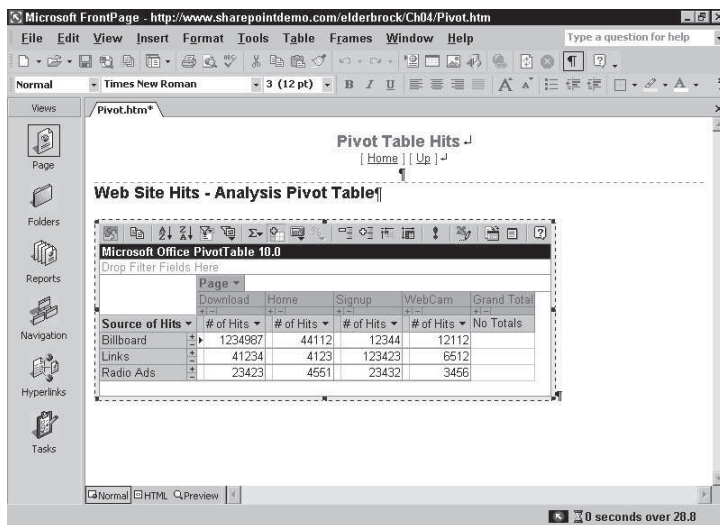 Microsoft FrontPage - http://www.sharepointdemo.com/elderbrock/Ch04/Pivot.htm
File Edit View Insert Format Tools Table Frames Window Help Type a question for help
Normal Times New Roman 3 (12 pt) B I U A A A
Views Pivot.htm*
Page
Folders
Reports
Navigation
Hyperlinks
Tasks
Pivot Table Hits
[ Home ] [ Up ]
¶
Web Site Hits - Analysis Pivot Table¶
Microsoft Office PivotTable 10.0
Drop Filter Fields Here
Page
Download Home Signup WebCam Grand Total
Source of Hits # of Hits # of Hits # of Hits # of Hits No Totals
Billboard 1234987 44112 12344 12112
Links 41234 4123 123423 6512
Radio Ads 23423 4551 23432 3456
Normal HTML Preview
0 seconds over 28.8